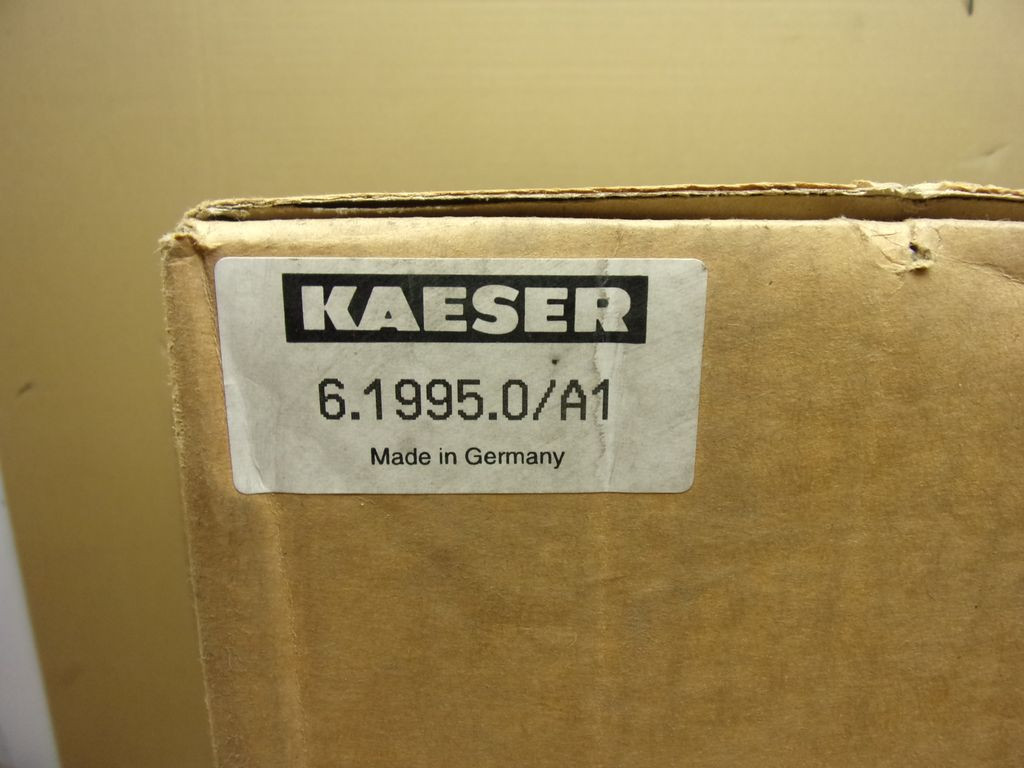 KAESER
6.1995.0/A1
Made in Germany